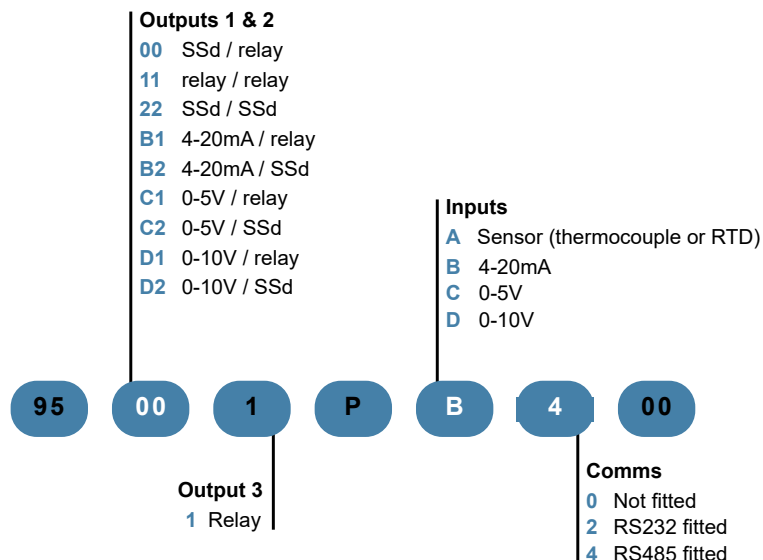 Outputs 1 & 2
00 SSd / relay
11 relay / relay
22 SSd / SSd
B1 4-20mA / relay
B2 4-20mA / SSd
C1 0-5V / relay
C2 0-5V / SSd
D1 0-10V / relay
D2 0-10V / SSd
Inputs
A Sensor (thermocouple or RTD)
B 4-20mA
C 0-5V
D 0-10V
95 00 1 P B 4 00
Output 3
1 Relay
Comms
0 Not fitted
2 RS232 fitted
4 RS485 fitted